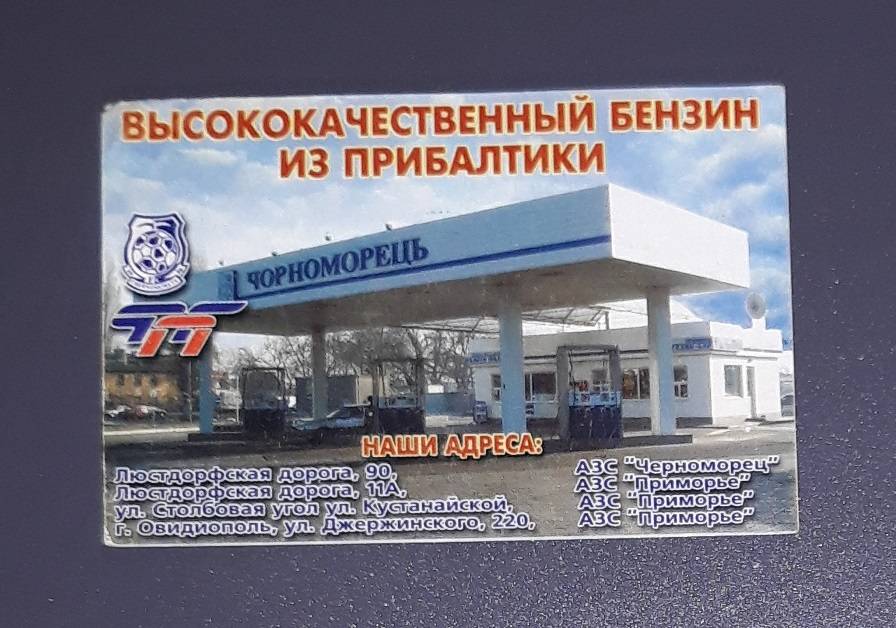 ВЫСОКОКАЧЕСТВЕННЫЙ БЕНЗИН
ИЗ ПРИБАЛТИКИ
ЧОРНОМОРЕЦЬ
НАШИ АДРЕСА:
Люстдорфская дорога, 90, АЗС "Черноморец"
Люстдорфская дорога, 11А, АЗС "Приморье"
ул. Столбовая угол ул. Кустанайской, АЗС "Приморье"
г. Овидиополь, ул. Джержинского, 220, АЗС "Приморье"